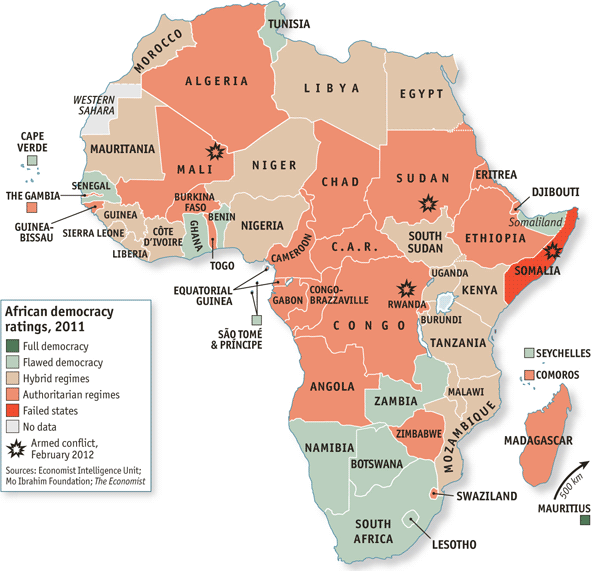 TUNISIA
MOROCCO
ALGERIA
LIBYA
EGYPT
WESTERN
SAHARA
CAPE
VERDE
MAURITANIA
MALI
NIGER
CHAD
SUDAN
ERITREA
SENEGAL
THE GAMBIA
BURKINA
FASO
BENIN
DJIBOUTI
Somaliland
GUINEA-
BISSAU
GUINEA
SIERRA LEONE
CÔTE
D'IVOIRE
GHANA
NIGERIA
SOUTH
SUDAN
ETHIOPIA
LIBERIA
TOGO
CAMEROON
C.A.R.
SOMALIA
UGANDA
KENYA
EQUATORIAL
GUINEA
GABON
CONGO-
BRAZZAVILLE
RWANDA
BURUNDI
CONGO
SÃO TOMÉ
& PRÍNCIPE
TANZANIA
SEYCHELLES
COMOROS
ANGOLA
ZAMBIA
MALAWI
MOZAMBIQUE
ZIMBABWE
MADAGASCAR
NAMIBIA
BOTSWANA
SWAZILAND
500 km
MAURITIUS
SOUTH
AFRICA
LESOTHO
African democracy
ratings, 2011
Full democracy
Flawed democracy
Hybrid regimes
Authoritarian regimes
Failed states
No data
Armed conflict,
February 2012
Sources: Economist Intelligence Unit;
Mo Ibrahim Foundation; The Economist